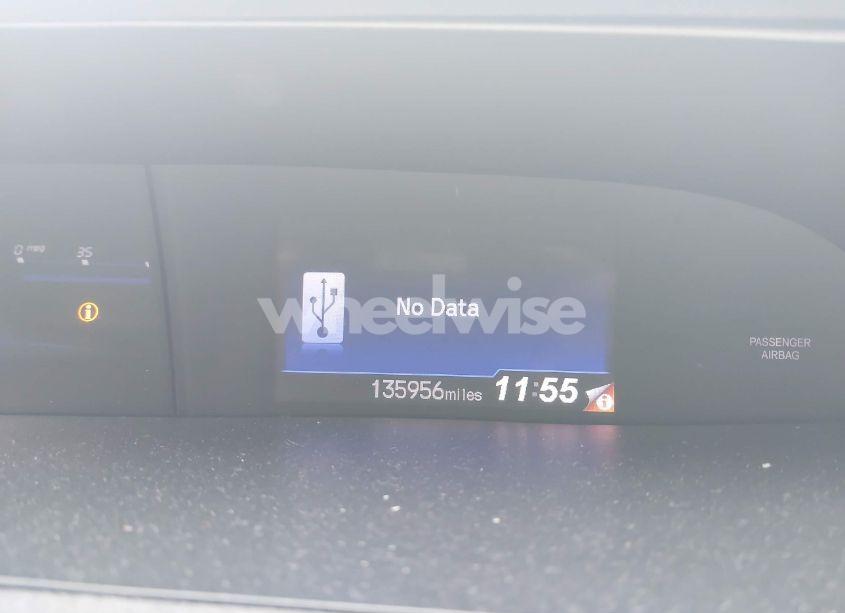 0 mpg 35
No Data
wheelwise
PASSENGER
AIRBAG
135956miles 11:55